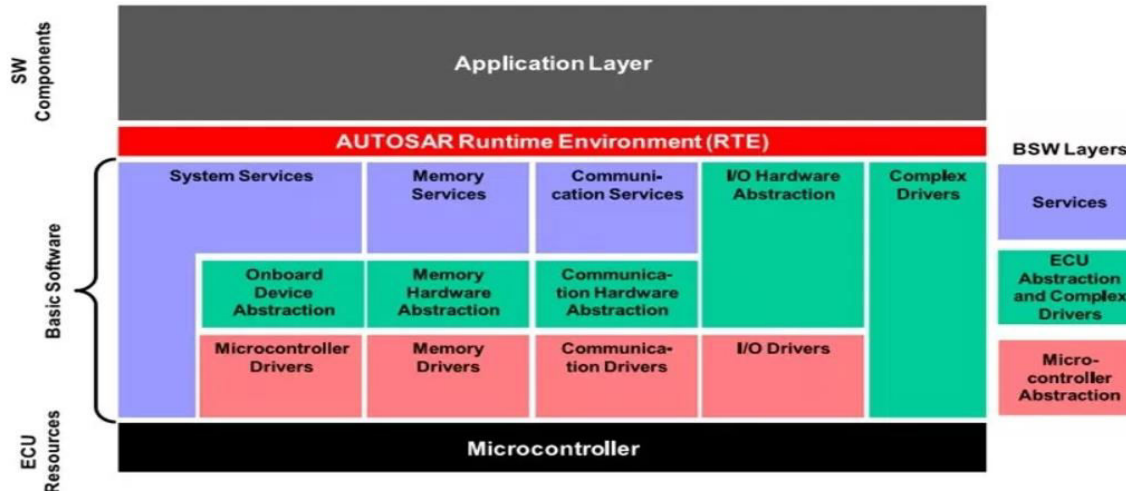 SW
Components
Application Layer
AUTOSAR Runtime Environment (RTE)
BSW Layers
Basic Software
System Services
Memory
Services
Communi-
cation Services
I/O Hardware
Abstraction
Complex
Drivers
Services
Onboard
Device
Abstraction
Memory
Hardware
Abstraction
Communica-
tion Hardware
Abstraction
ECU
Abstraction
and Complex
Drivers
Microcontroller
Drivers
Memory
Drivers
Communica-
tion Drivers
I/O Drivers
Micro-
controller
Abstraction
ECU
Resources
Microcontroller